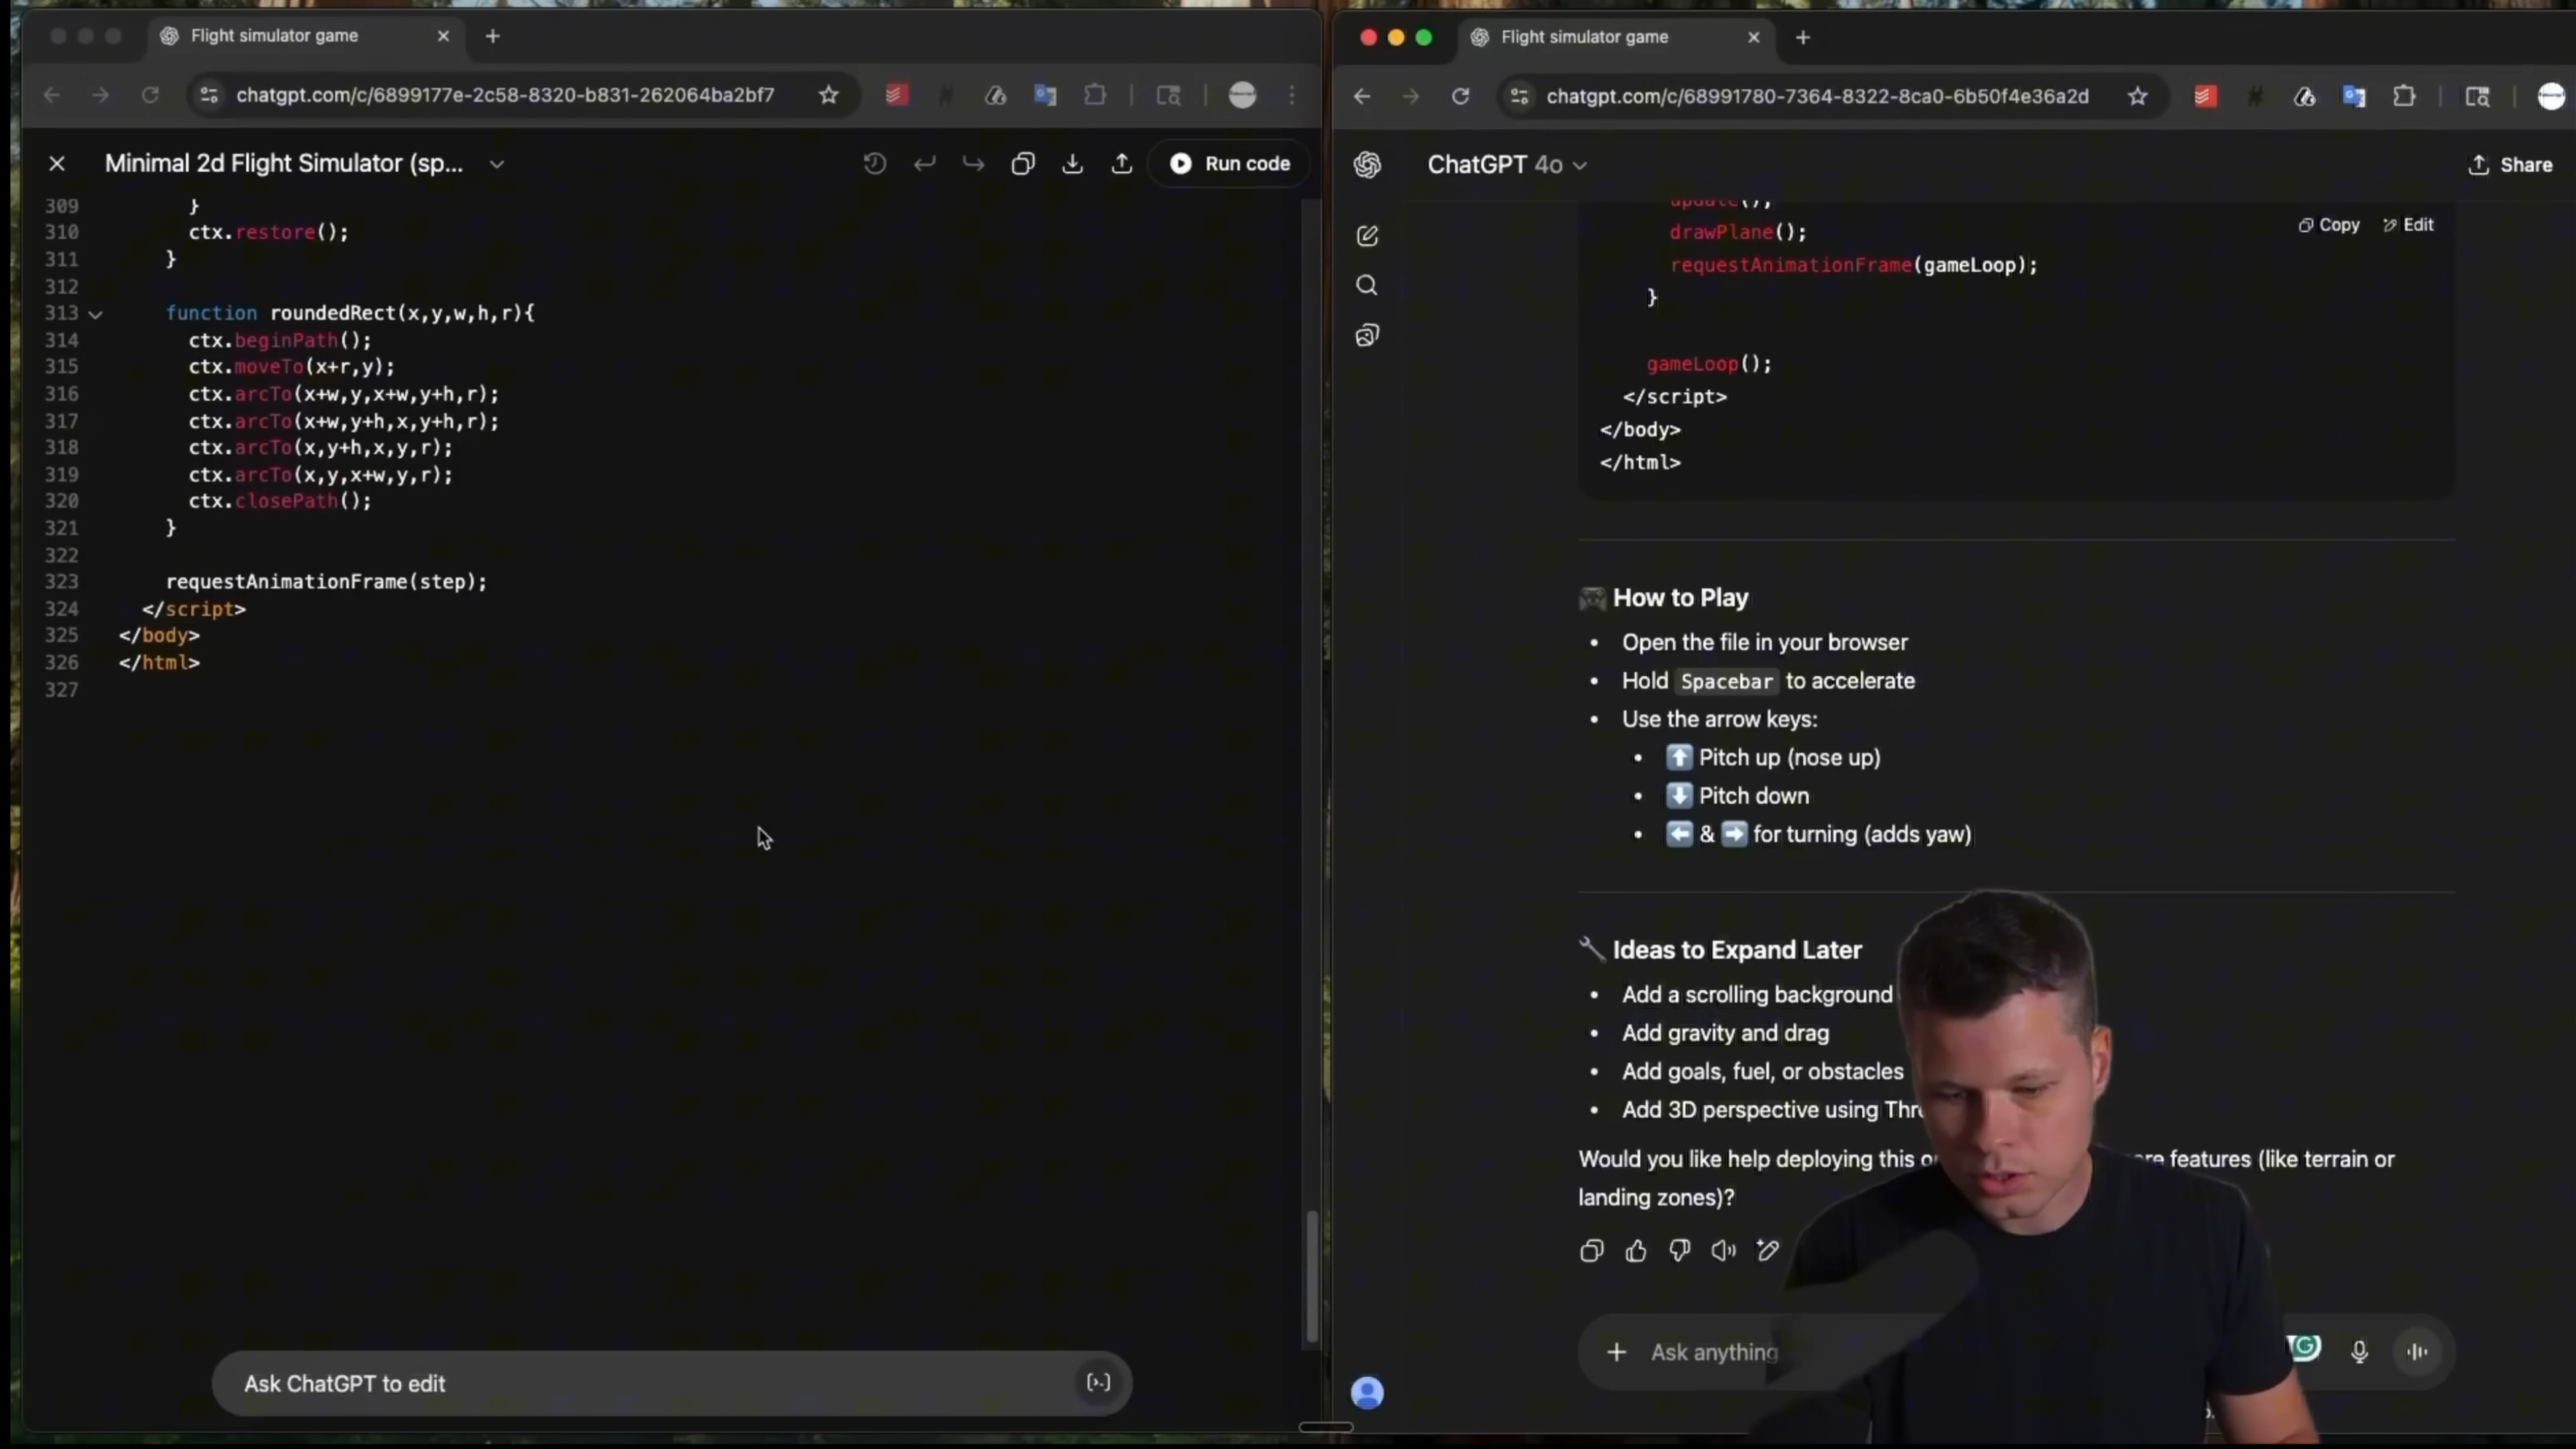 Flight simulator game
chatgpt.com/c/6899177e-2c58-8320-b831-262064ba2bf7
Minimal 2d Flight Simulator (sp...
Run code
309 }
310 ctx.restore();
311 }
312
313 function roundedRect(x,y,w,h,r){
314 ctx.beginPath();
315 ctx.moveTo(x+r,y);
316 ctx.arcTo(x+w,y,x+w,y+h,r);
317 ctx.arcTo(x+w,y+h,x,y+h,r);
318 ctx.arcTo(x,y+h,x,y,r);
319 ctx.arcTo(x,y,x+w,y,r);
320 ctx.closePath();
321 }
322
323 requestAnimationFrame(step);
324 </script>
325 </body>
326 </html>
327
Ask ChatGPT to edit
Flight simulator game
chatgpt.com/c/68991780-7364-8322-8ca0-6b50f4e36a2d
ChatGPT 4o
Share
update();
Copy Edit
drawPlane();
requestAnimationFrame(gameLoop);
}
gameLoop();
</script>
</body>
</html>
🎮 How to Play
• Open the file in your browser
• Hold Spacebar to accelerate
• Use the arrow keys:
• ⬆️ Pitch up (nose up)
• ⬇️ Pitch down
• ⬅️ & ➡️ for turning (adds yaw)
🔧 Ideas to Expand Later
• Add a scrolling background
• Add gravity and drag
• Add goals, fuel, or obstacles
• Add 3D perspective using
Would you like help deploying this features (like terrain or
landing zones)?
Ask anything